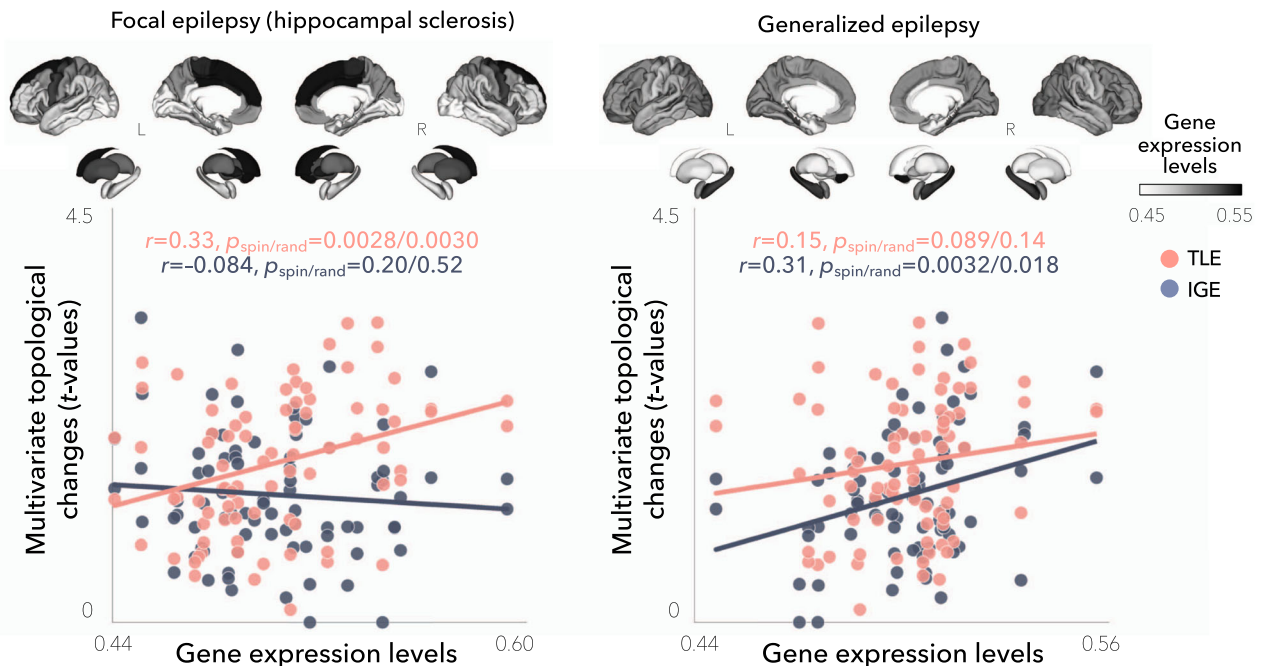 Focal epilepsy (hippocampal sclerosis)
Generalized epilepsy
L
R
L
R
Gene
expression
levels
0.45
0.55
TLE
IGE
4.5
r=0.33, pspin/rand=0.0028/0.0030
r=–0.084, pspin/rand=0.20/0.52
Multivariate topological
changes (t-values)
0
0.44
0.60
Gene expression levels
4.5
r=0.15, pspin/rand=0.089/0.14
r=0.31, pspin/rand=0.0032/0.018
Multivariate topological
changes (t-values)
0
0.44
0.56
Gene expression levels